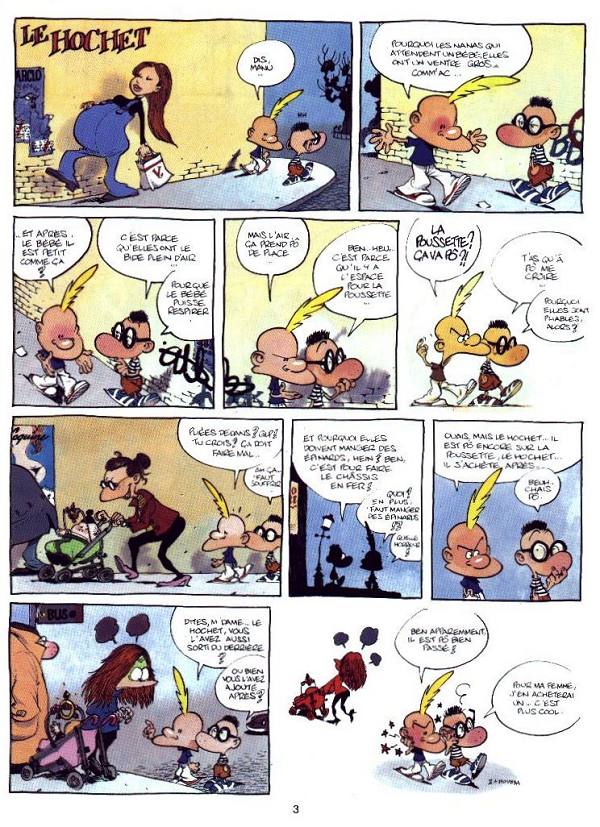 LE HOCHET
DIS,
MANU
...
POURQUOI LES NANAS QUI
ATTENDENT UN BÉBÉ, ELLES
ONT UN VENTRE GROS...
COMM'AC ...
...ET APRÈS,
LE BÉBÉ IL
EST PETIT
COMME ÇA
?
C'EST PARCE
QU'ELLES ONT LE
BIDE PLEIN D'AIR ...
POUR QUE
LE BÉBÉ
PUISSE
RESPIRER
MAIS L'AIR..
ÇA PREND PÔ
DE PLACE ...
BEN.. HEU..
C'EST PARCE
QU'IL Y A
L'ESPACE
POUR LA
POUSSETTE ...
LA
POUSSETTE?
ÇA VA PÔ?!
T'AS QU'À
PÔ ME
CROIRE ...
POURQUOI
ELLES SONT
PLIABLES,
ALORS?
PLIÉES DEDANS? GUPS
TU CROIS? ÇA DOIT
FAIRE MAL...
AH ÇA..
FAUT
SOUFFRIR
ET POURQUOI ELLES
DOIVENT MANGER DES
ÉPINARDS, HEIN? BEN,
C'EST POUR FAIRE
LE CHÂSSIS
EN FER!
QUOI?
EN PLUS,
FAUT MANGER
DES ÉPINARDS
?!
QUELLE
HORREUR!
OUAIS, MAIS LE HOCHET... IL
EST PÔ ENCORE SUR LA
POUSSETTE, LE HOCHET...
IL S'ACHÈTE, APRÈS...
BEUH..
CHAIS
PÔ.
BUS
DITES, M'DAME... LE
HOCHET, VOUS
L'AVEZ AUSSI
SORTI DU DERRIÈRE
?
OU BIEN
VOUS L'AVEZ
AJOUTÉ
APRÈS?
BEN APPAREMMENT,
IL EST PÔ BIEN
PASSÉ!
POUR MA FEMME,
J'EN ACHÈTERAI
UN ... C'EST
PLUS COOL.
3